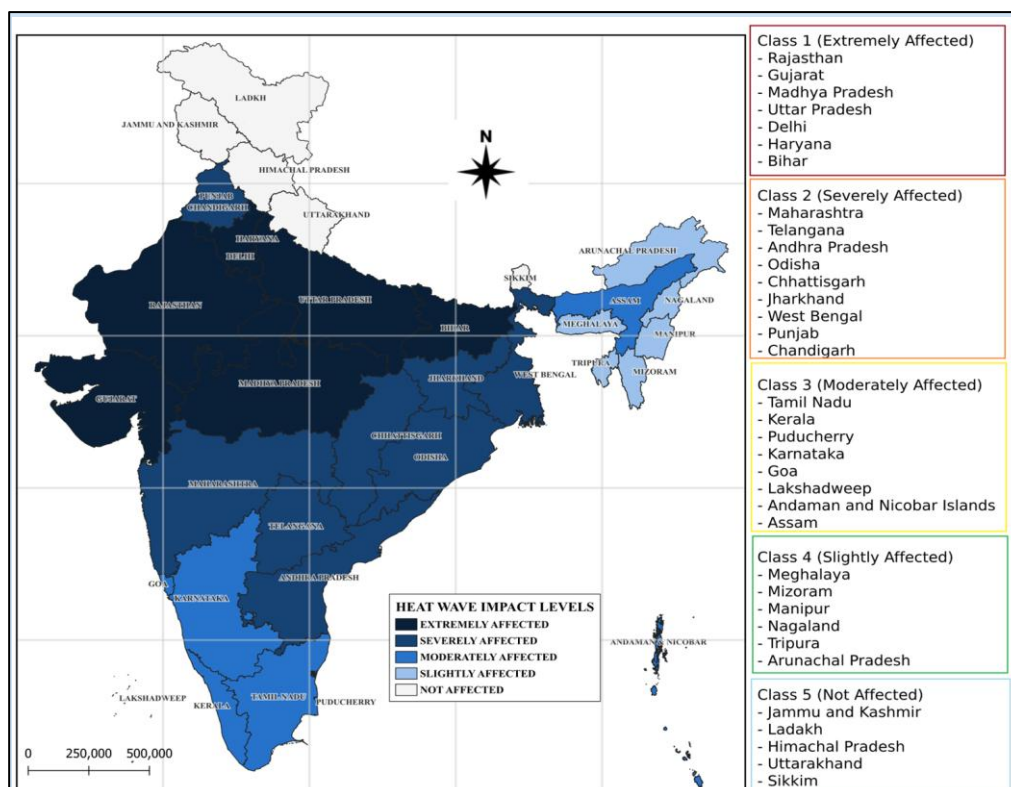 LADKH
JAMMU AND KASHMIR
HIMACHAL PRADESH
PUNJAB
CHANDIGARH
UTTARAKHAND
HARYANA
DELHI
ARUNACHAL PRADESH
SIKKIM
RAJASTHAN
UTTAR PRADESH
ASSAM
NAGALAND
BIHAR
MEGHALAYA
MANIPUR
TRIPURA
MIZORAM
WEST BENGAL
JHARKHAND
MADHYA PRADESH
GUJARAT
CHHATTISGARH
ODISHA
MAHARASHTRA
TELANGANA
ANDHRA PRADESH
GOA
KARNATAKA
ANDAMAN & NICOBAR
LAKSHADWEEP
KERALA
TAMIL NADU
PUDUCHERRY
N
HEAT WAVE IMPACT LEVELS
EXTREMELY AFFECTED
SEVERELY AFFECTED
MODERATELY AFFECTED
SLIGHTLY AFFECTED
NOT AFFECTED
0 250,000 500,000
Class 1 (Extremely Affected)
- Rajasthan
- Gujarat
- Madhya Pradesh
- Uttar Pradesh
- Delhi
- Haryana
- Bihar
Class 2 (Severely Affected)
- Maharashtra
- Telangana
- Andhra Pradesh
- Odisha
- Chhattisgarh
- Jharkhand
- West Bengal
- Punjab
- Chandigarh
Class 3 (Moderately Affected)
- Tamil Nadu
- Kerala
- Puducherry
- Karnataka
- Goa
- Lakshadweep
- Andaman and Nicobar Islands
- Assam
Class 4 (Slightly Affected)
- Meghalaya
- Mizoram
- Manipur
- Nagaland
- Tripura
- Arunachal Pradesh
Class 5 (Not Affected)
- Jammu and Kashmir
- Ladakh
- Himachal Pradesh
- Uttarakhand
- Sikkim